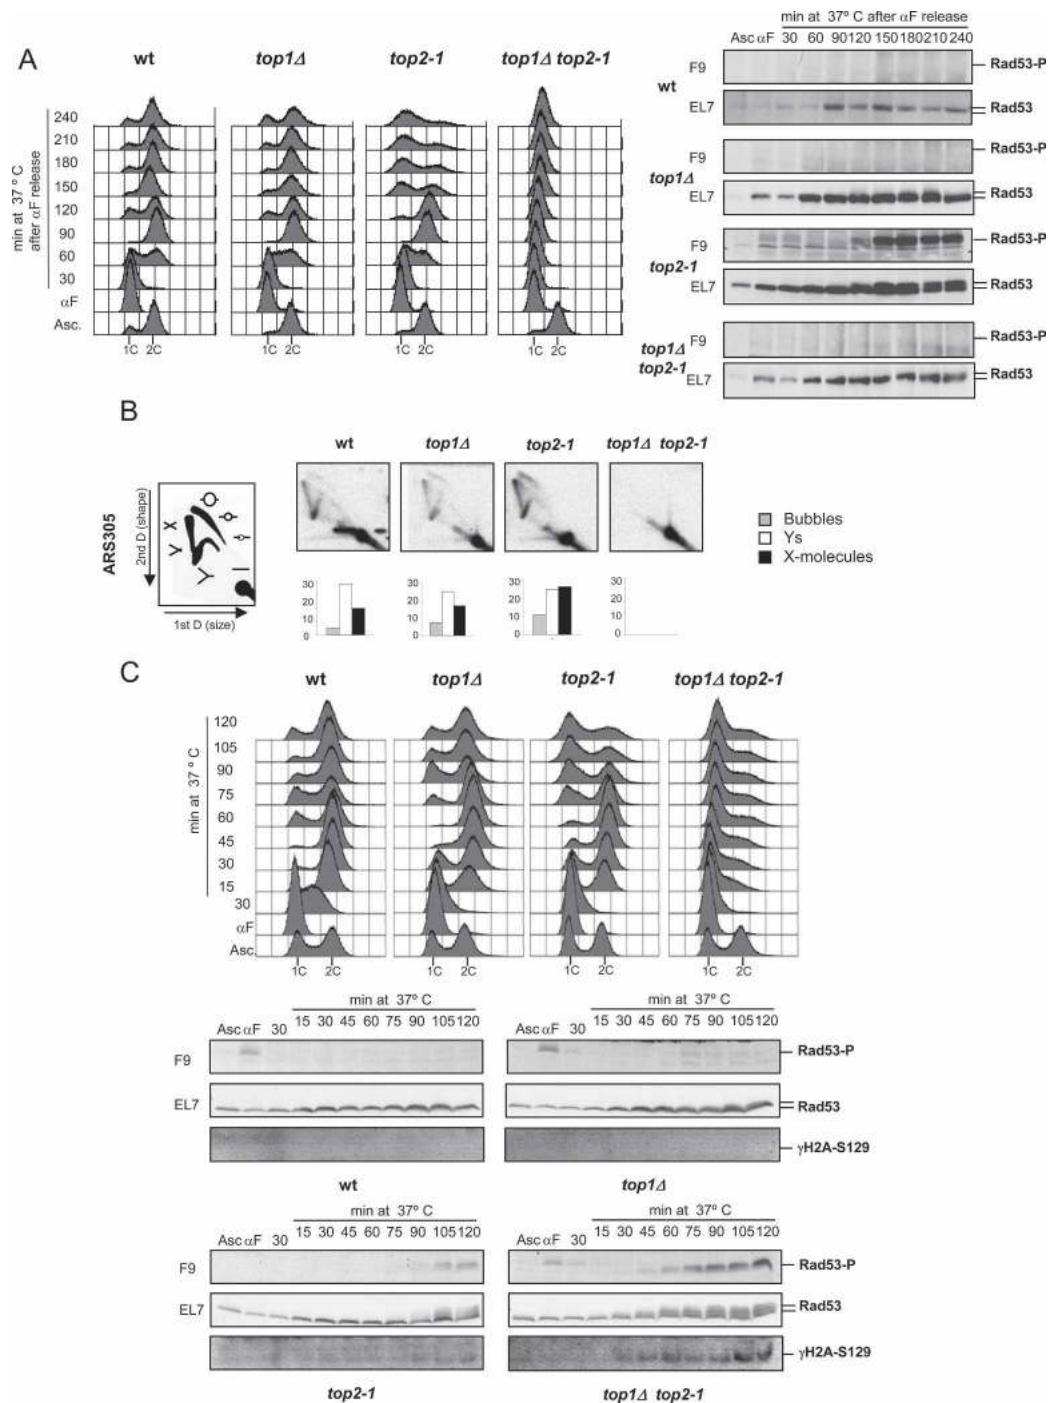 A
wt
top1Δ
top2-1
top1Δ top2-1
min at 37º C
after αF release
240
210
180
150
120
90
60
30
αF
Asc.
1C 2C
1C 2C
1C 2C
1C 2C
min at 37º C after αF release
Asc αF 30 60 90 120 150 180 210 240
wt
F9
Rad53-P
EL7
Rad53
top1Δ
F9
Rad53-P
EL7
Rad53
top2-1
F9
Rad53-P
EL7
Rad53
top1Δ
top2-1
F9
Rad53-P
EL7
Rad53
B
wt
top1Δ
top2-1
top1Δ top2-1
ARS305
2nd D (shape)
X
Y
1st D (size)
Bubbles
Ys
X-molecules
30
20
10
0
30
20
10
0
30
20
10
0
30
20
10
0
C
wt
top1Δ
top2-1
top1Δ top2-1
min at 37º C
120
105
90
75
60
45
30
15
30
αF
Asc.
1C 2C
1C 2C
1C 2C
1C 2C
min at 37º C
Asc αF 30 15 30 45 60 75 90 105 120
F9
EL7
wt
min at 37º C
Asc αF 30 15 30 45 60 75 90 105 120
Rad53-P
Rad53
γH2A-S129
top1Δ
min at 37º C
Asc αF 30 15 30 45 60 75 90 105 120
F9
EL7
top2-1
min at 37º C
Asc αF 30 15 30 45 60 75 90 105 120
Rad53-P
Rad53
γH2A-S129
top1Δ top2-1